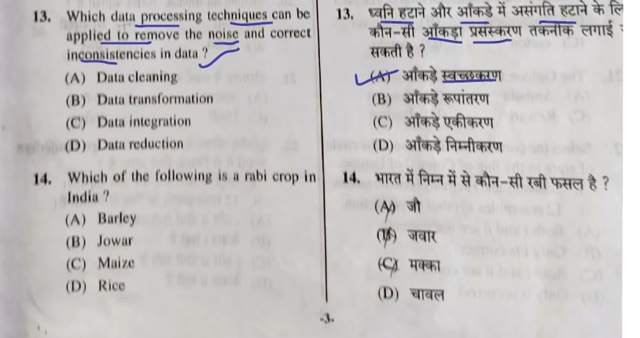 13. Which data processing techniques can be
applied to remove the noise and correct
inconsistencies in data ?
(A) Data cleaning
(B) Data transformation
(C) Data integration
(D) Data reduction
14. Which of the following is a rabi crop in
India ?
(A) Barley
(B) Jowar
(C) Maize
(D) Rice
13. ध्वनि हटाने और आँकड़े में असंगति हटाने के लि
कौन-सी आँकड़ा प्रसंस्करण तकनीक लगाई
सकती है ?
(A) आँकड़े स्वच्छकरण
(B) आँकड़े रूपांतरण
(C) आँकड़े एकीकरण
(D) आँकड़े निम्नीकरण
14. भारत में निम्न में से कौन-सी रबी फसल है ?
(A) जौ
(B) जवार
(C) मक्का
(D) चावल
-3-